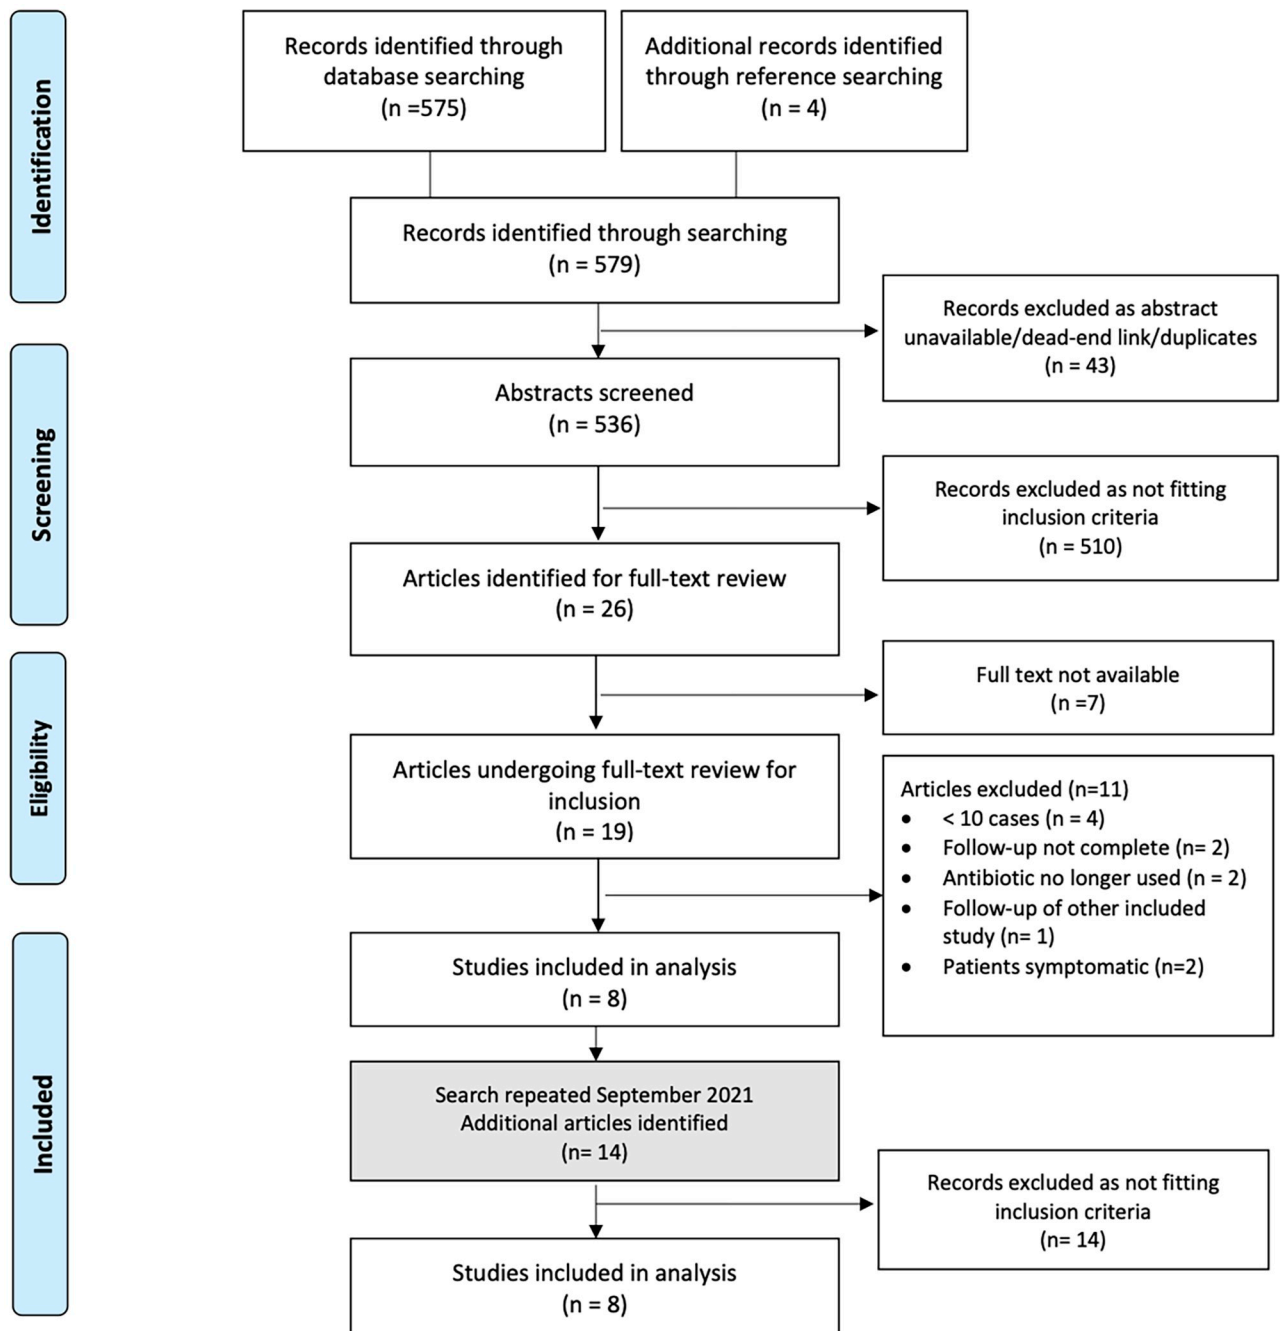 Identification
Records identified through
database searching
(n =575)
Additional records identified
through reference searching
(n = 4)
Records identified through searching
(n = 579)
Records excluded as abstract
unavailable/dead-end link/duplicates
(n = 43)
Screening
Abstracts screened
(n = 536)
Records excluded as not fitting
inclusion criteria
(n = 510)
Articles identified for full-text review
(n = 26)
Eligibility
Full text not available
(n =7)
Articles undergoing full-text review for
inclusion
(n = 19)
Articles excluded (n=11)
• < 10 cases (n = 4)
• Follow-up not complete (n= 2)
• Antibiotic no longer used (n = 2)
• Follow-up of other included
study (n= 1)
• Patients symptomatic (n=2)
Included
Studies included in analysis
(n = 8)
Search repeated September 2021
Additional articles identified
(n= 14)
Records excluded as not fitting
inclusion criteria
(n= 14)
Studies included in analysis
(n = 8)